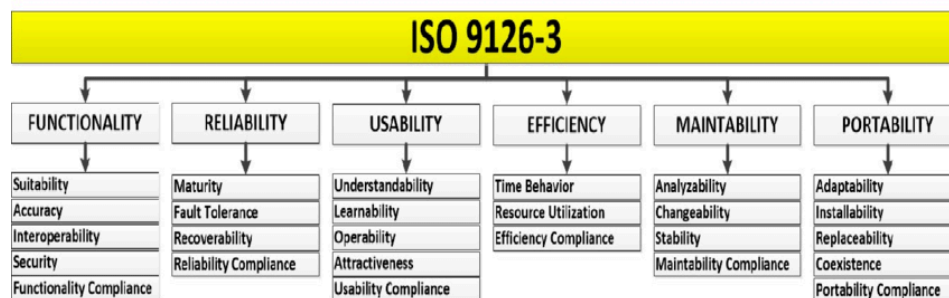 ISO 9126-3
FUNCTIONALITY
RELIABILITY
USABILITY
EFFICIENCY
MAINTABILITY
PORTABILITY
Suitability
Accuracy
Interoperability
Security
Functionality Compliance
Maturity
Fault Tolerance
Recoverability
Reliability Compliance
Understandability
Learnability
Operability
Attractiveness
Usability Compliance
Time Behavior
Resource Utilization
Efficiency Compliance
Analyzability
Changeability
Stability
Maintability Compliance
Adaptability
Installability
Replaceability
Coexistence
Portability Compliance